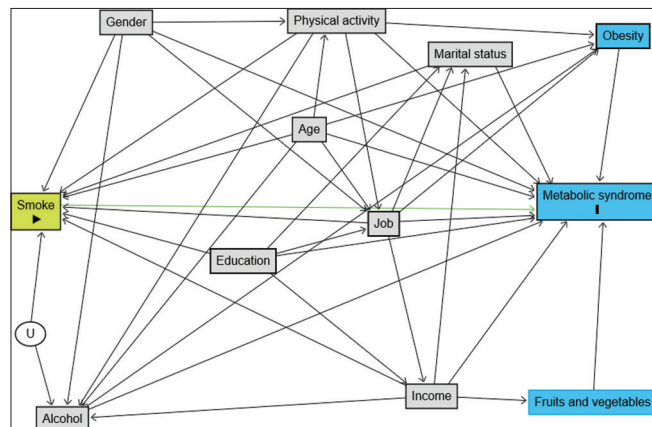 Gender
Physical activity
Obesity
Marital status
Age
Smoke
Metabolic syndrome
Job
Education
U
Income
Fruits and vegetables
Alcohol